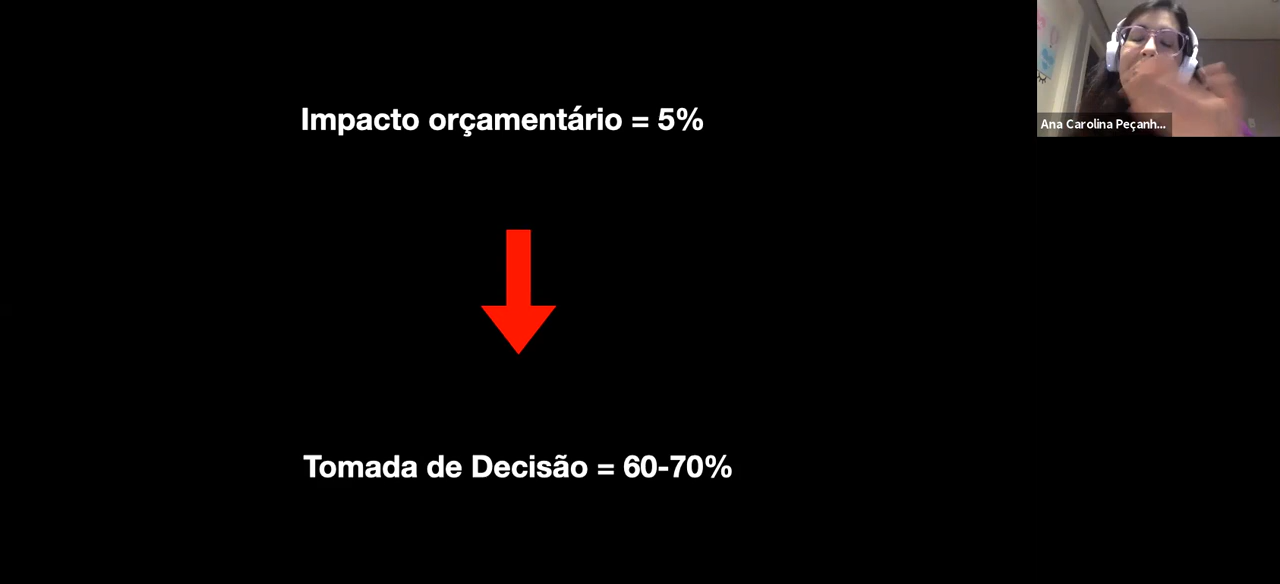 Impacto orçamentário = 5%
Ana Carolina Peçanh...
Tomada de Decisão = 60-70%